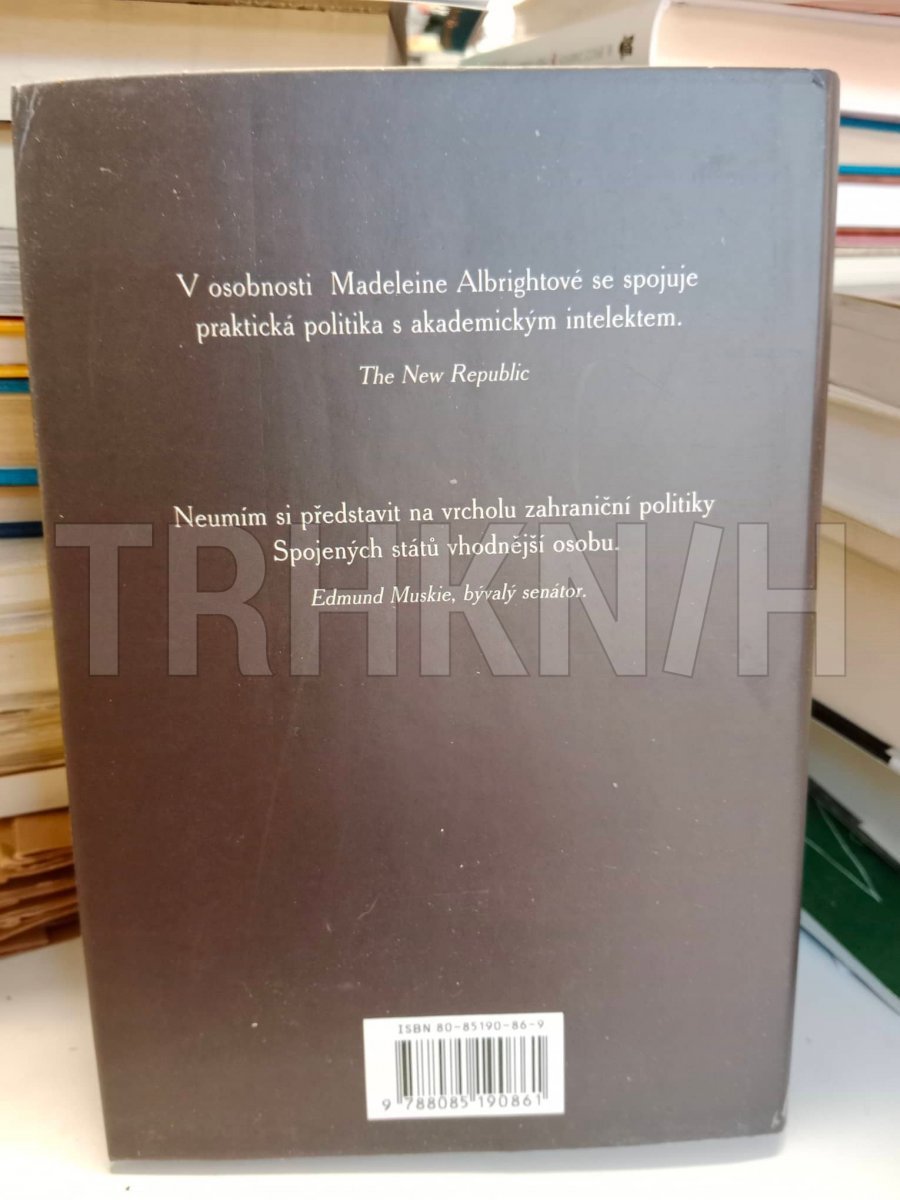 V osobnosti Madeleine Albrightové se spojuje
praktická politika s akademickým intelektem.
The New Republic
Neumím si představit na vrcholu zahraniční politiky
Spojených států vhodnější osobu.
TRHKNIH
Edmund Muskie, bývalý senátor.
ISBN 80-85190-86-9
9 788085 190861